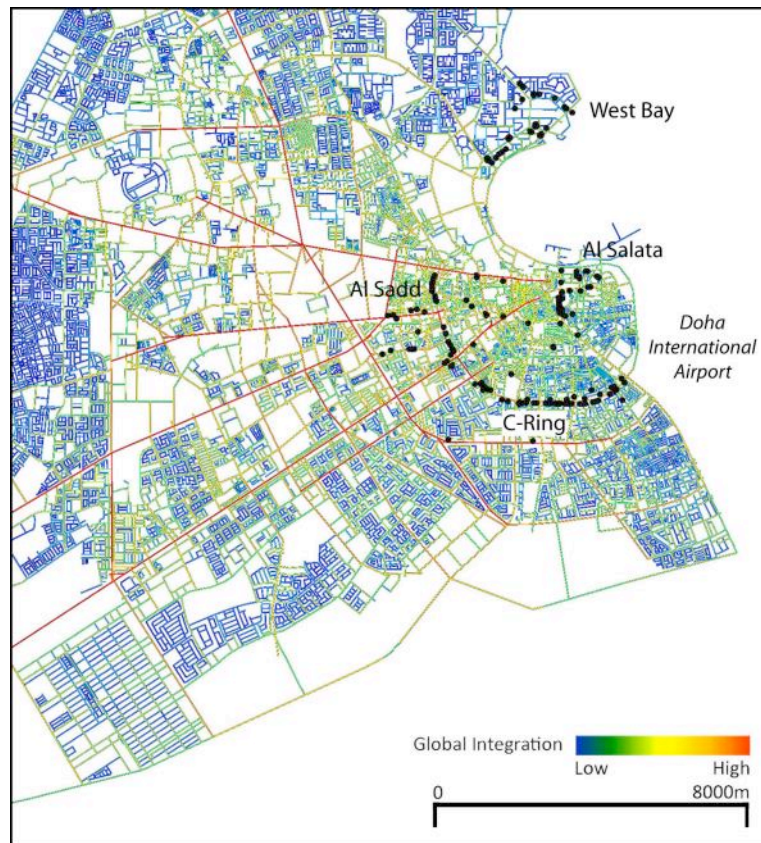 West Bay
Al Salata
Al Sadd
Doha
International
Airport
C-Ring
Global Integration
Low High
0 8000m